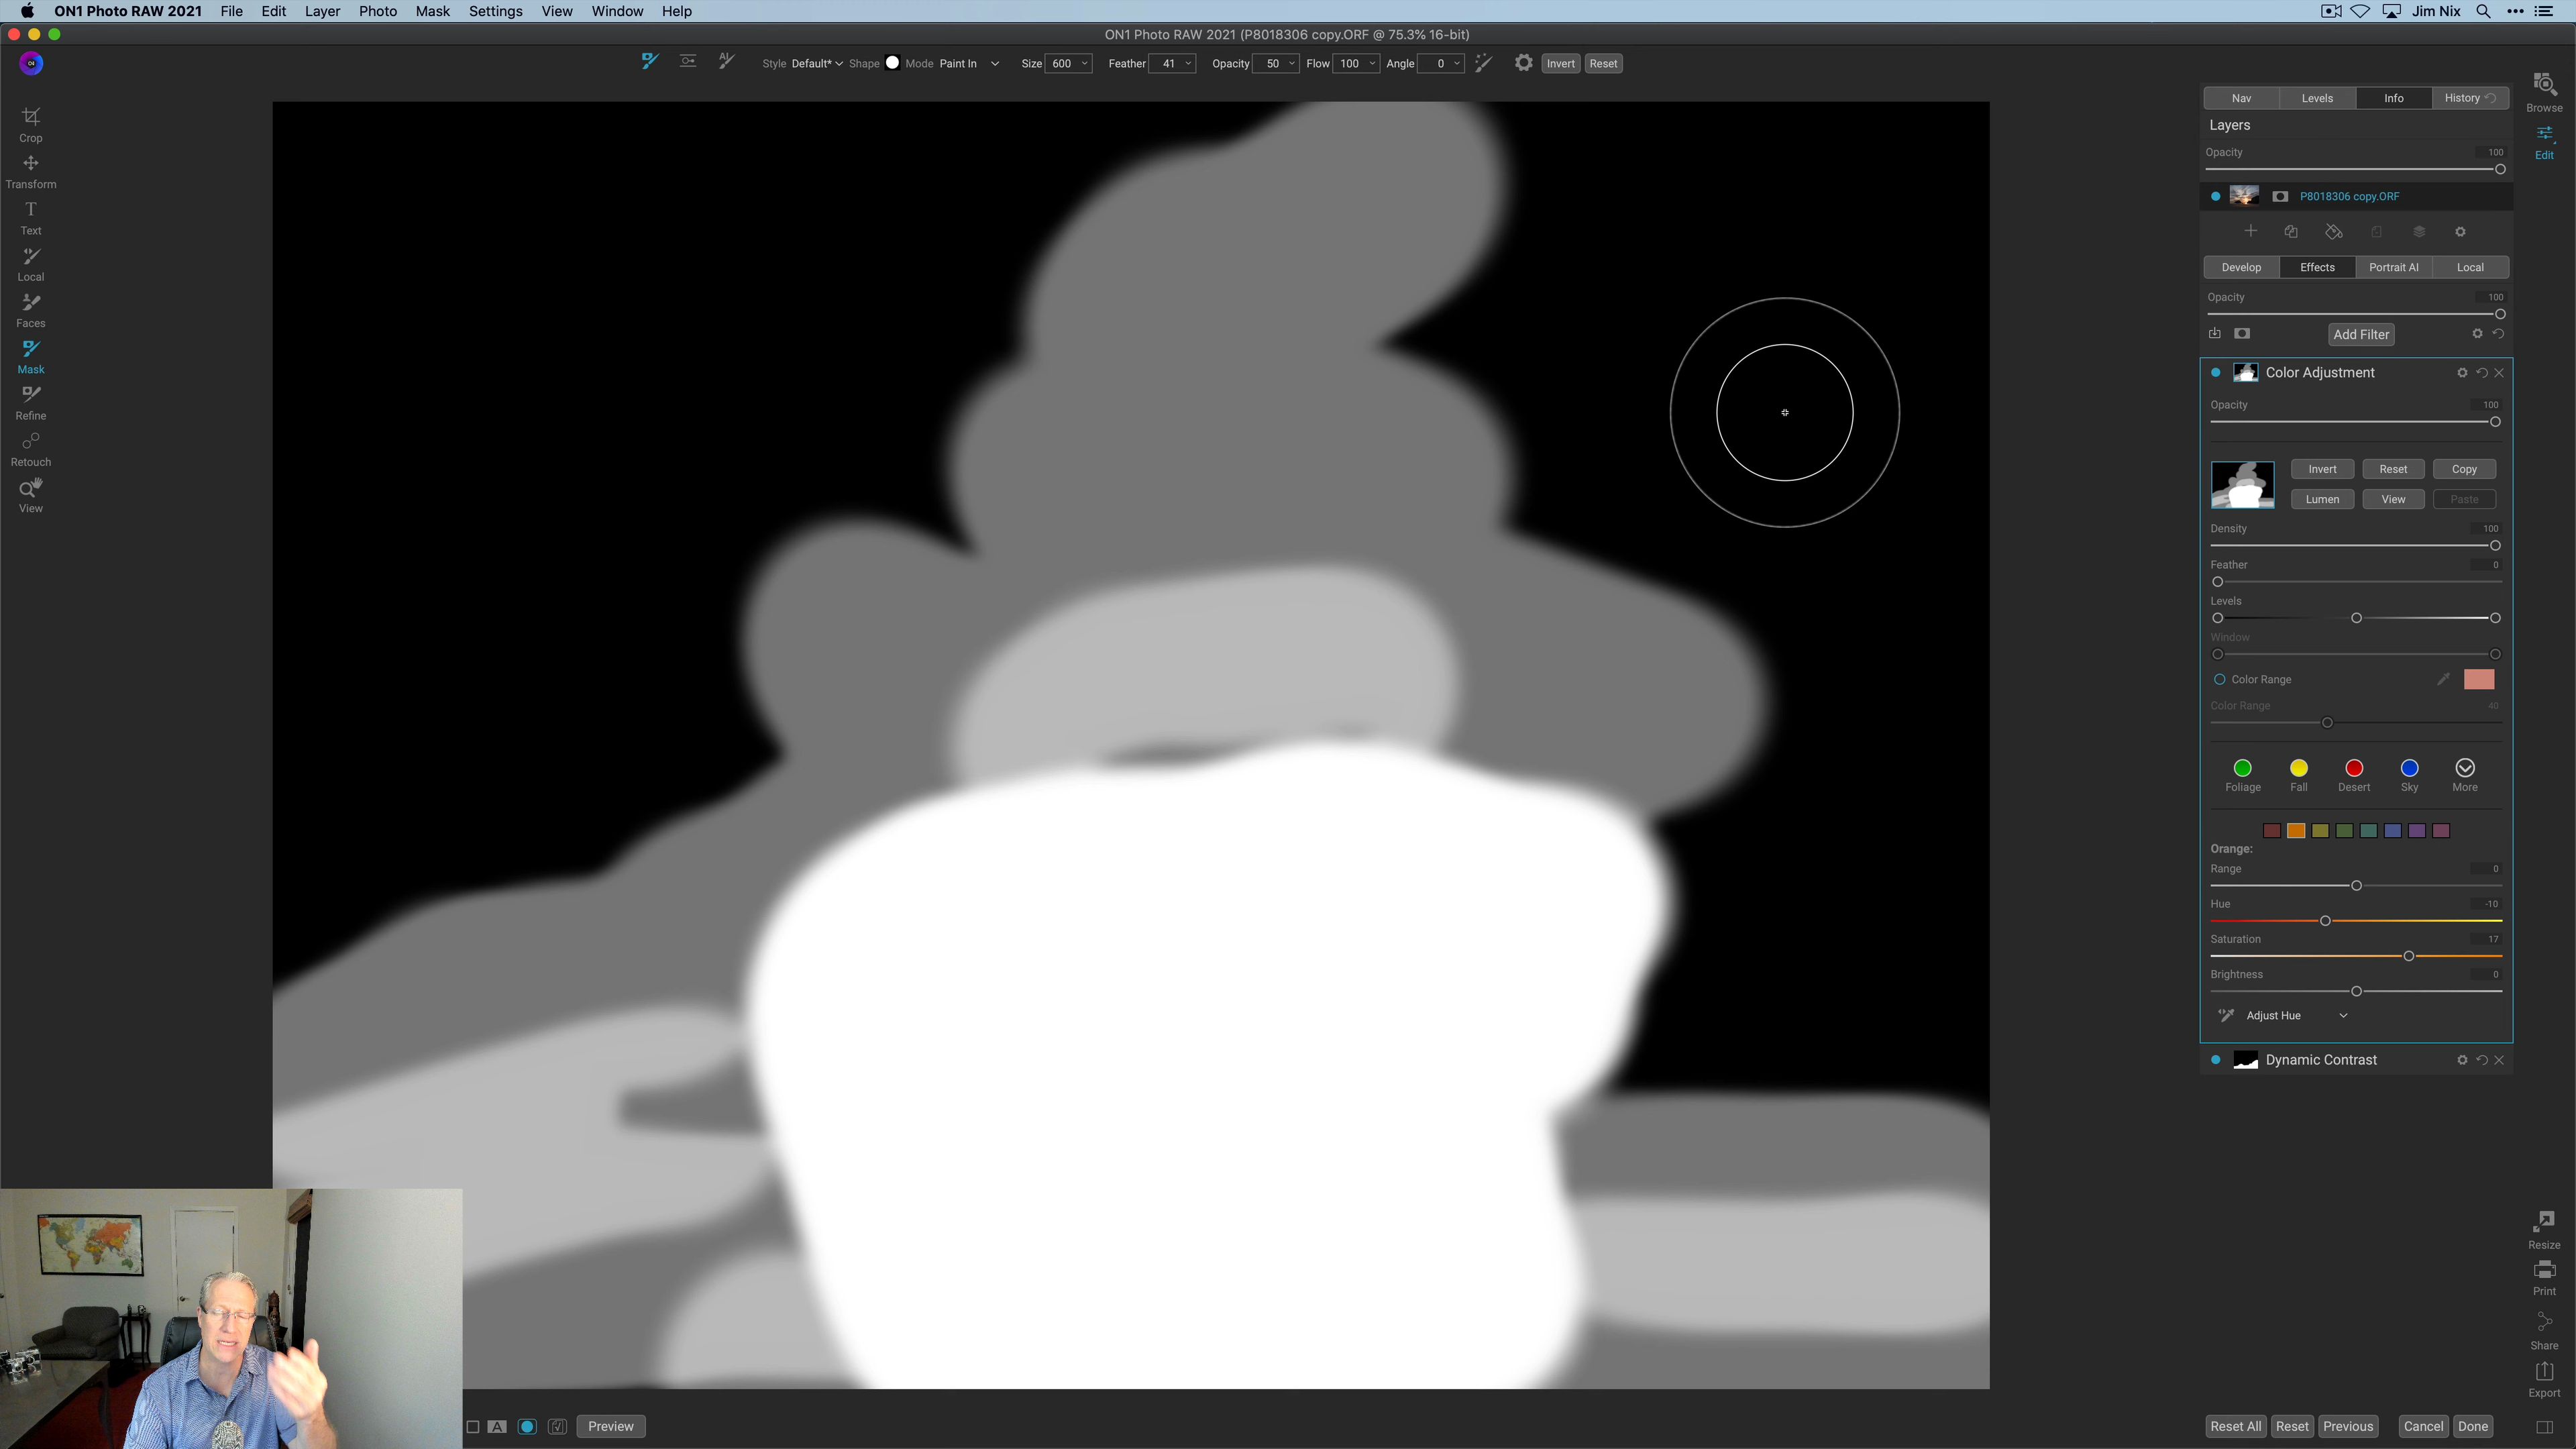 ON1 Photo RAW 2021 File Edit Layer Photo Mask Settings View Window Help Jim Nix
ON1 Photo RAW 2021 (P8018306 copy.ORF @ 75.3% 16-bit)
Style Default* Shape Mode Paint In Size 600 Feather 41 Opacity 50 Flow 100 Angle 0 Invert Reset
Crop
Transform
Text
Local
Faces
Mask
Refine
Retouch
View
Nav Levels Info History
Browse
Layers
Edit
Opacity 100
P8018306 copy.ORF
Develop Effects Portrait AI Local
Opacity 100
Add Filter
Color Adjustment
Opacity 100
Invert Reset Copy
Lumen View Paste
Density 100
Feather 0
Levels
Window
Color Range
Color Range 40
Foliage Fall Desert Sky More
Orange:
Range 0
Hue -10
Saturation 17
Brightness 0
Adjust Hue
Dynamic Contrast
Resize
Print
Share
Export
A Preview
Reset All Reset Previous Cancel Done